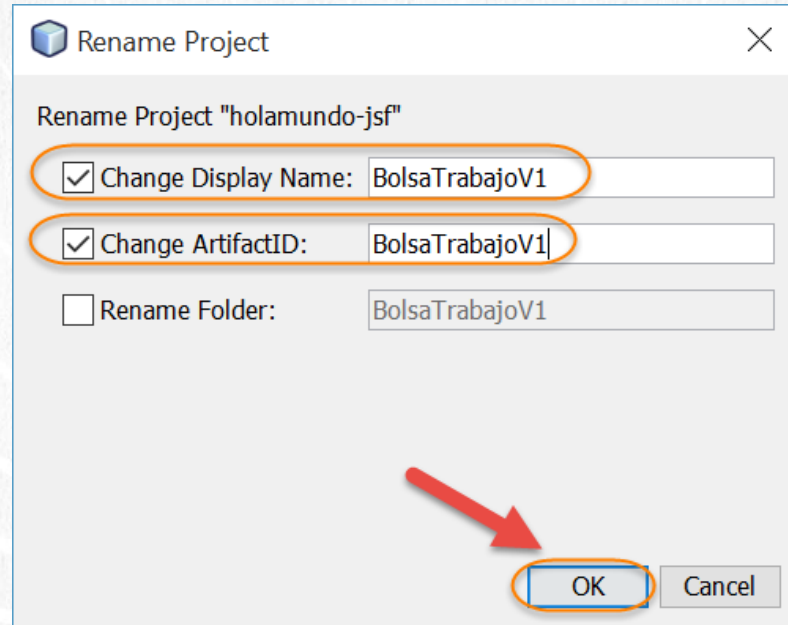 Rename Project
Rename Project "holamundo-jsf"
Change Display Name: BolsaTrabajoV1
Change ArtifactID: BolsaTrabajoV1
Rename Folder: BolsaTrabajoV1
OK Cancel